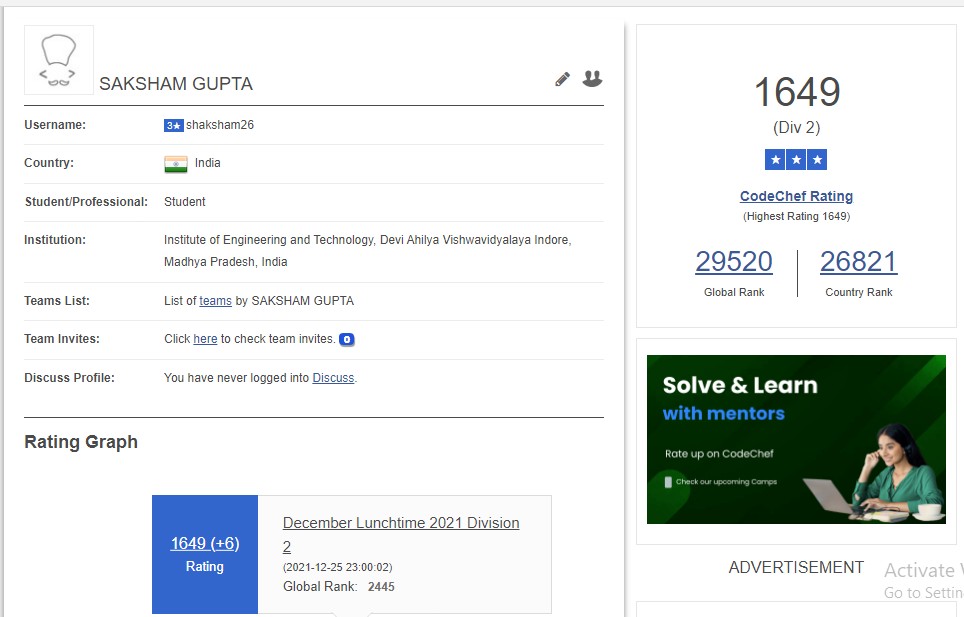 SAKSHAM GUPTA
Username: 3★ shaksham26
Country: India
Student/Professional: Student
Institution: Institute of Engineering and Technology, Devi Ahilya Vishwavidyalaya Indore,
Madhya Pradesh, India
Teams List: List of teams by SAKSHAM GUPTA
Team Invites: Click here to check team invites. 0
Discuss Profile: You have never logged into Discuss.
Rating Graph
1649 (+6)
Rating
December Lunchtime 2021 Division
2
(2021-12-25 23:00:02)
Global Rank: 2445
1649
(Div 2)
★★★
CodeChef Rating
(Highest Rating 1649)
29520 26821
Global Rank Country Rank
Solve & Learn
with mentors
Rate up on CodeChef
Check our upcoming Camps
ADVERTISEMENT
Activate
Go to Settin